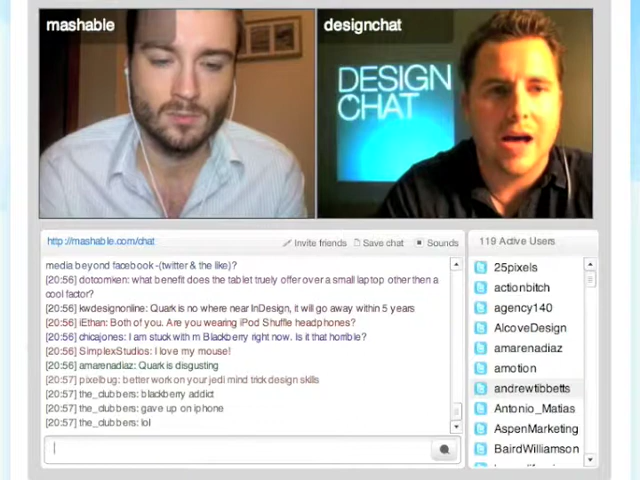 mashable
designchat
DESIGN
CHAT
http://mashable.com/chat
Invite friends
Save chat
Sounds
119 Active Users
media beyond facebook -(twitter & the like)?
[20:56] dotcomken: what benefit does the tablet truely offer over a small laptop other then a
cool factor?
[20:56] kwdesignonline: Quark is no where near InDesign, it will go away within 5 years
[20:56] iEthan: Both of you. Are you wearing iPod Shuffle headphones?
[20:56] chicajones: I am stuck with m Blackberry right now. Is it that horrible?
[20:56] SimplexStudios: I love my mouse!
[20:56] amarenadiaz: Quark is disgusting
[20:57] pixelbug: better work on your jedi mind trick design skills
[20:57] the_dubbers: blackberry addict
[20:57] the_dubbers: gave up on iphone
[20:57] the_dubbers: lol
25pixels
actionbitch
agency140
AlcoveDesign
amarenadiaz
amotion
andrewtibbetts
Antonio_Matias
AspenMarketing
BairdWilliamson